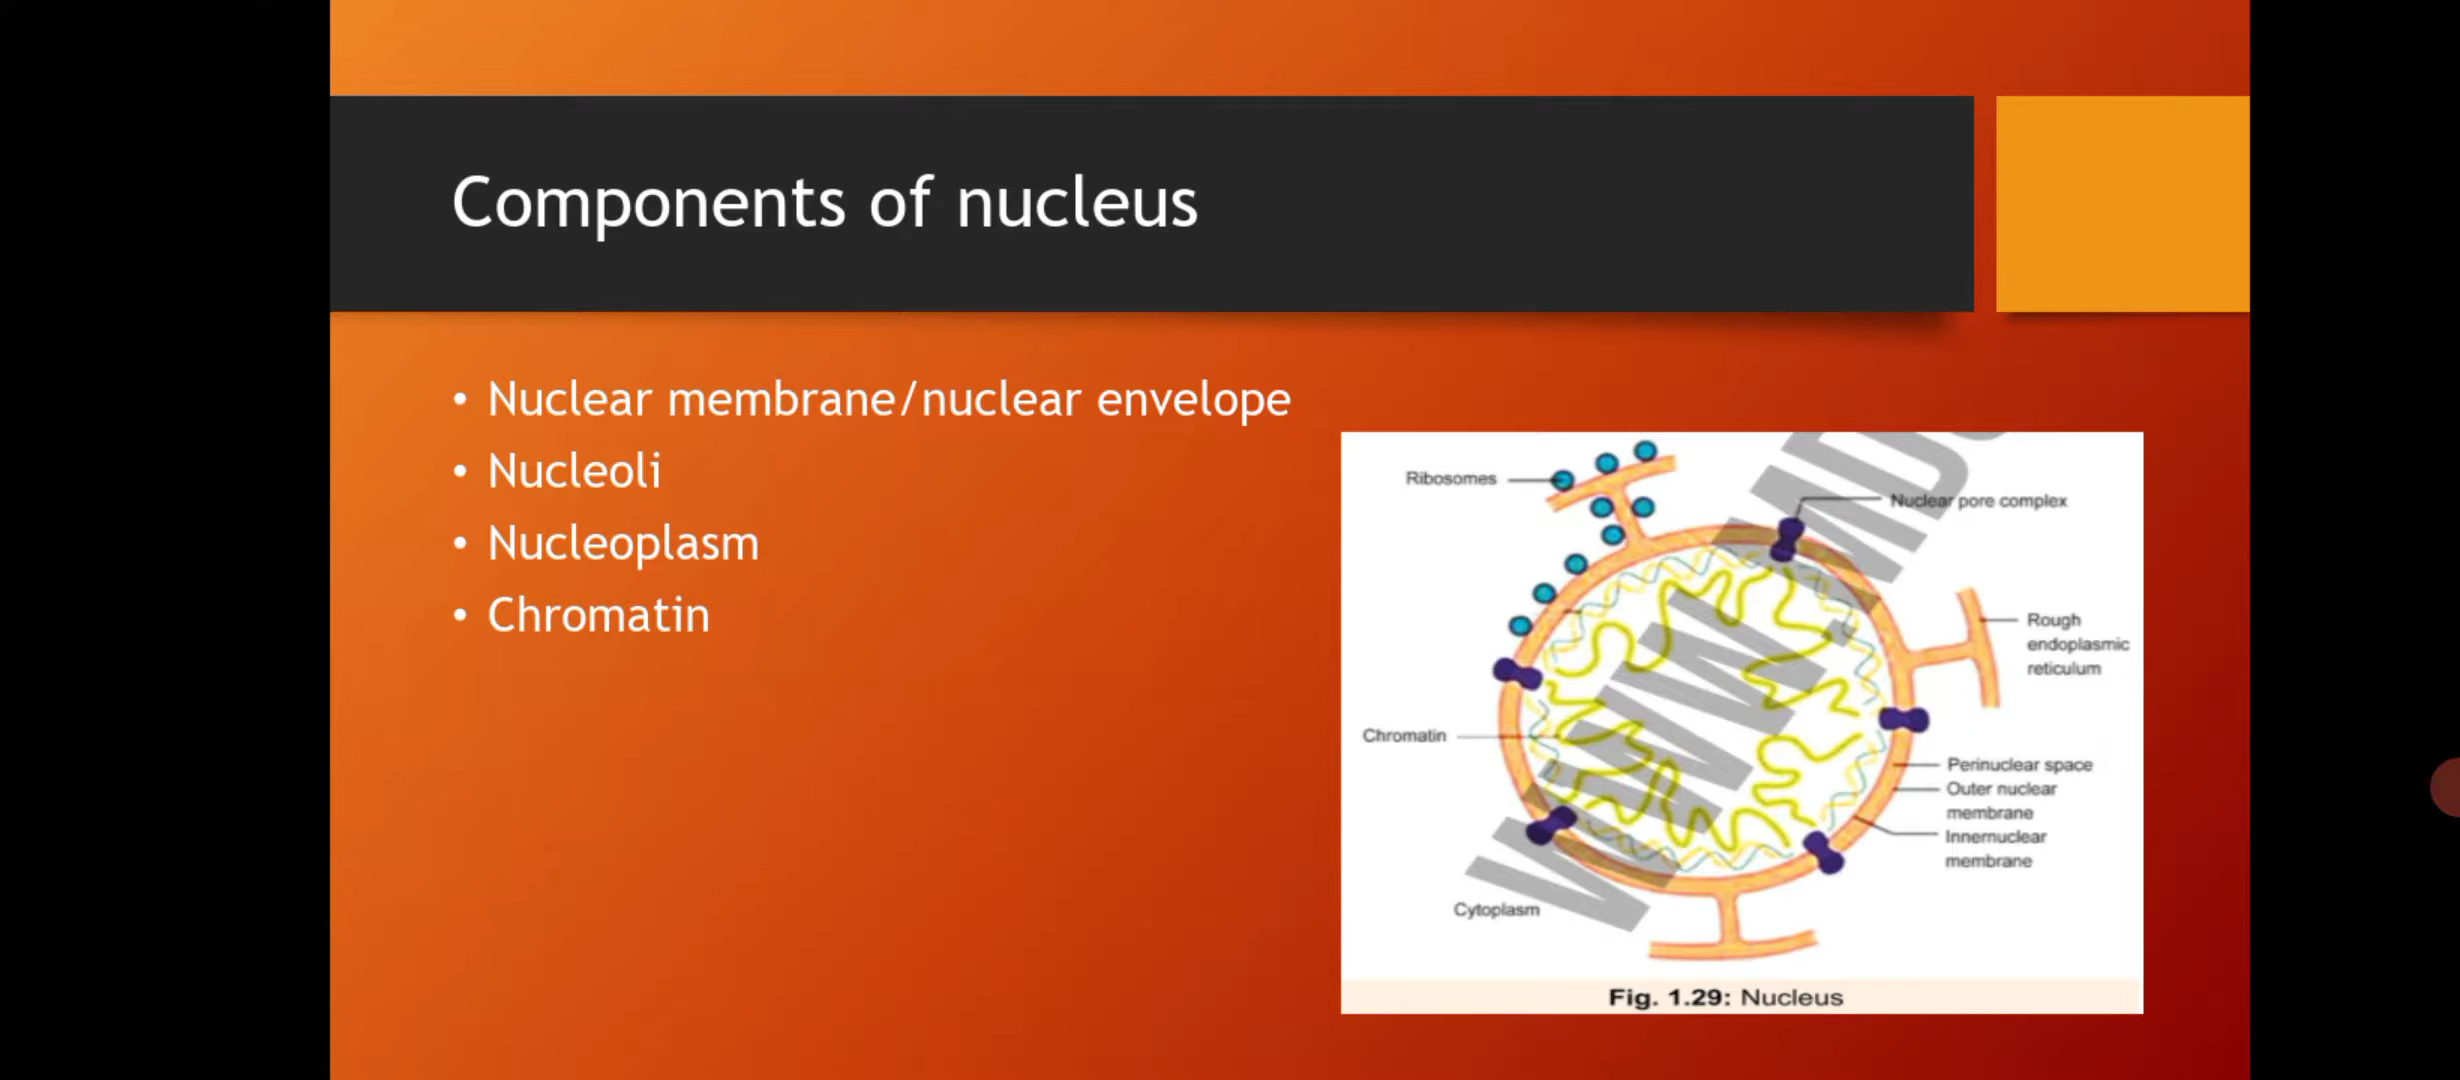 Components of nucleus
• Nuclear membrane/nuclear envelope
• Nucleoli
• Nucleoplasm
• Chromatin
Ribosomes
Nuclear pore complex
Rough
endoplasmic
reticulum
Chromatin
Perinuclear space
Outer nuclear
membrane
Innernuclear
membrane
Cytoplasm
Fig. 1.29: Nucleus